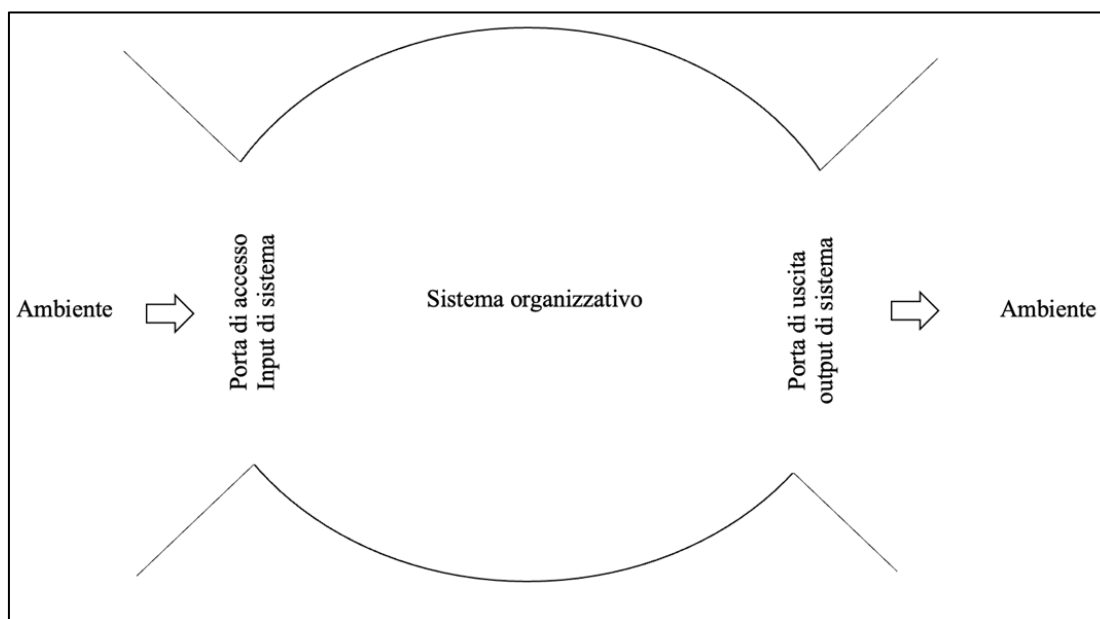 Ambiente
Porta di accesso
Input di sistema
Sistema organizzativo
Porta di uscita
output di sistema
Ambiente